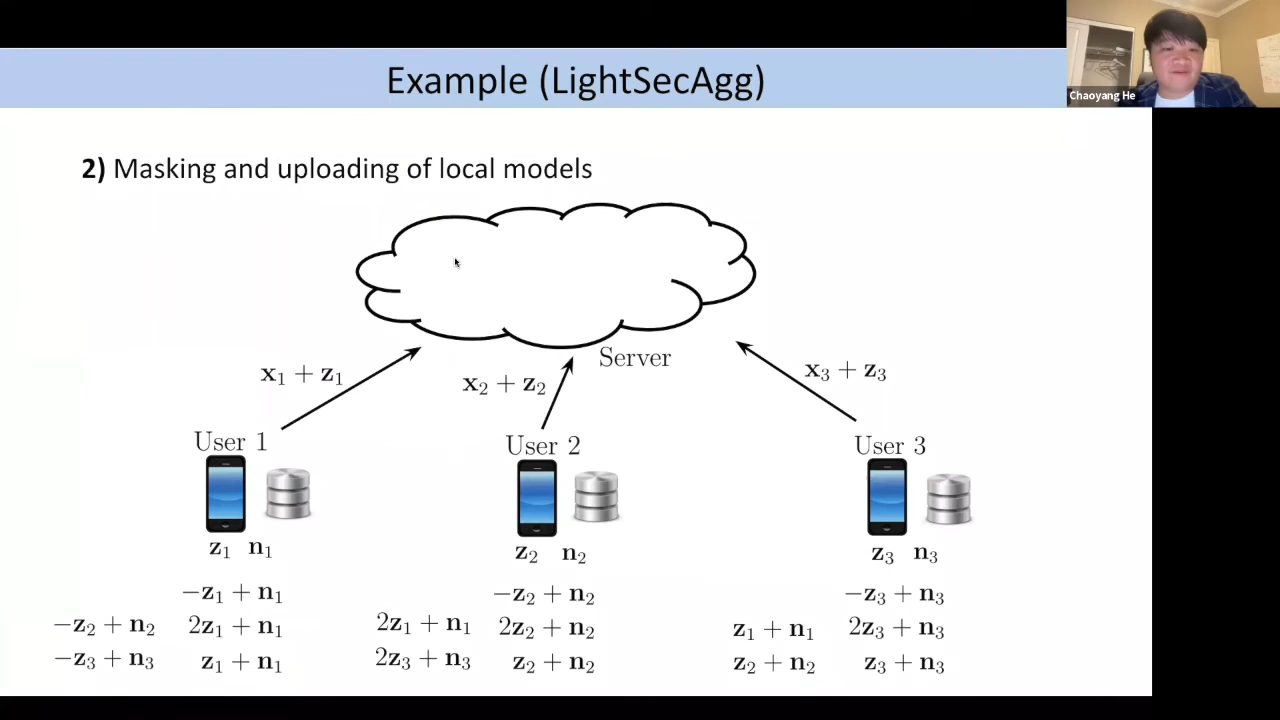 Example (LightSecAgg)
Chaoyang He
2) Masking and uploading of local models
Server
x₁ + z₁
x₂ + z₂
x₃ + z₃
User 1
User 2
User 3
z₁ n₁
z₂ n₂
z₃ n₃
−z₁ + n₁
−z₂ + n₂
−z₃ + n₃
−z₂ + n₂ 2z₁ + n₁
2z₁ + n₁ 2z₂ + n₂
z₁ + n₁ 2z₃ + n₃
−z₃ + n₃ z₁ + n₁
2z₃ + n₃ z₂ + n₂
z₂ + n₂ z₃ + n₃